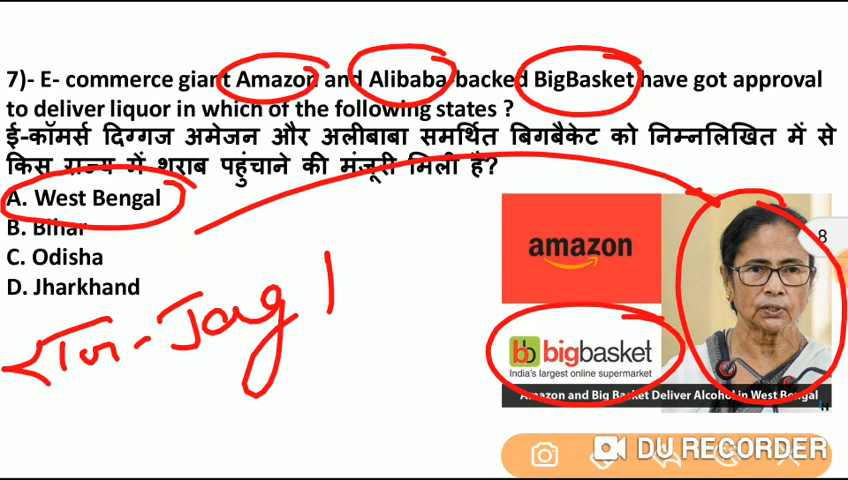 7)- E- commerce giant Amazon and Alibaba-backed BigBasket have got approval
to deliver liquor in which of the following states ?
ई-कॉमर्स दिग्गज अमेजन और अलीबाबा समर्थित बिगबैकेट को निम्नलिखित में से
किस राज्य में शराब पहुंचाने की मंजूरी मिली है?
A. West Bengal
B. Bihar
C. Odisha
D. Jharkhand
amazon
8
bb bigbasket
India's largest online supermarket
Amazon and Big Basket Deliver Alcohol in West Bengal
DU RECORDER